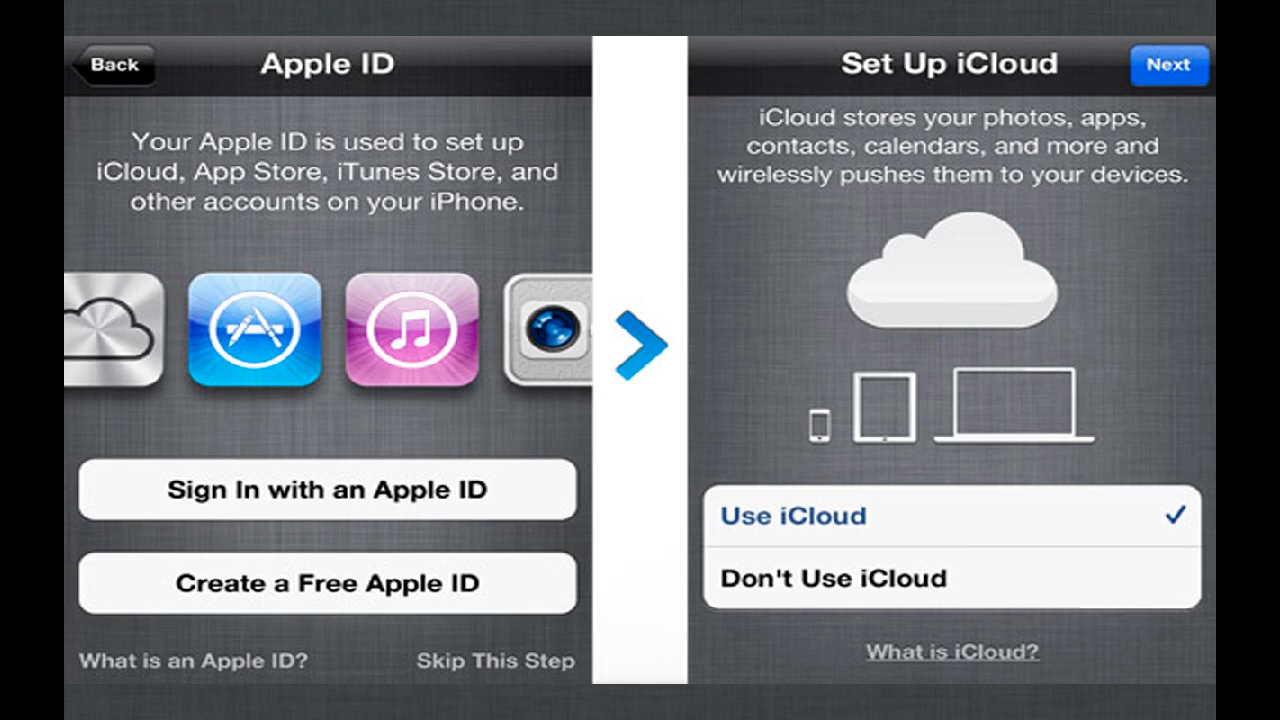 Back
Apple ID
Your Apple ID is used to set up
iCloud, App Store, iTunes Store, and
other accounts on your iPhone.
Sign In with an Apple ID
Create a Free Apple ID
What is an Apple ID?
Skip This Step
Set Up iCloud
Next
iCloud stores your photos, apps,
contacts, calendars, and more and
wirelessly pushes them to your devices.
Use iCloud
Don't Use iCloud
What is iCloud?